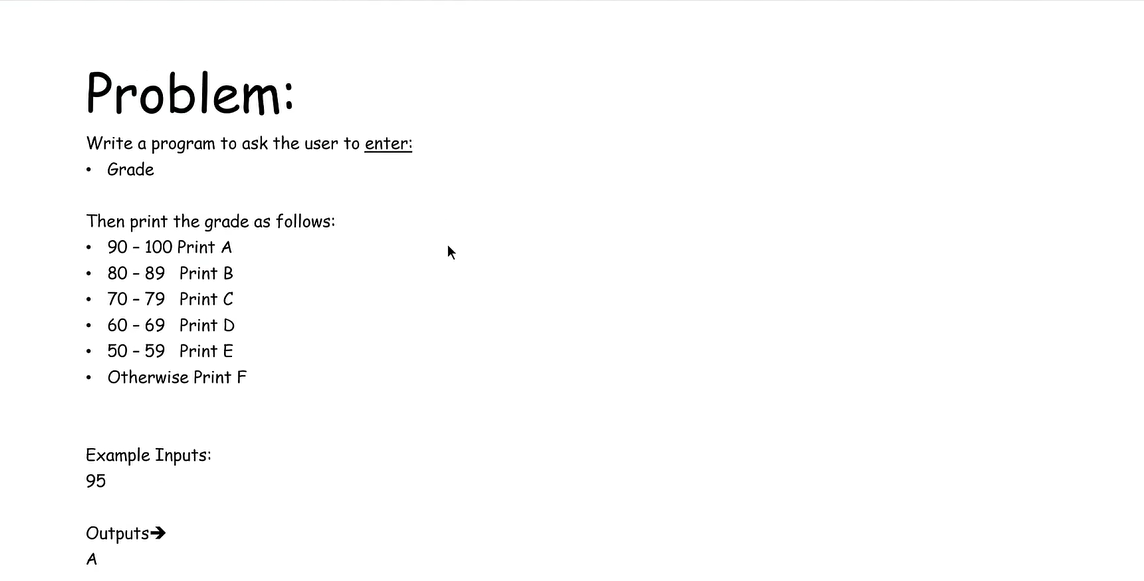 Problem:
Write a program to ask the user to enter:
• Grade
Then print the grade as follows:
• 90 – 100 Print A
• 80 – 89 Print B
• 70 – 79 Print C
• 60 – 69 Print D
• 50 – 59 Print E
• Otherwise Print F
Example Inputs:
95
Outputs➔
A